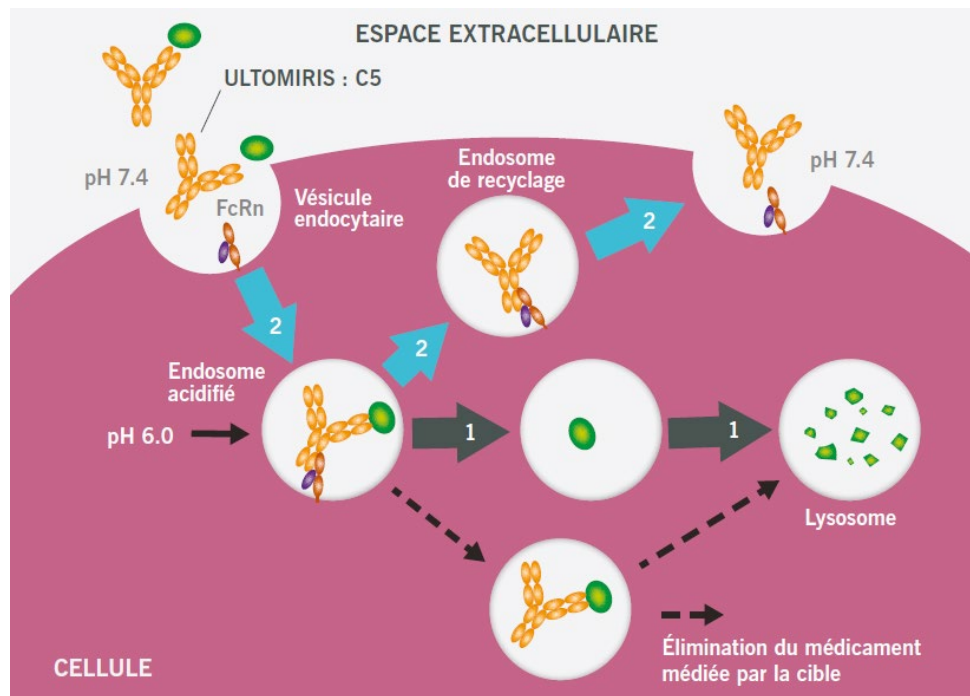 ESPACE EXTRACELLULAIRE
ULTOMIRIS : C5
pH 7.4
FcRn
Vésicule
endocytaire
Endosome
de recyclage
pH 7.4
2
2
2
Endosome
acidifié
pH 6.0
1
1
Lysosome
Élimination du médicament
médiée par la cible
CELLULE